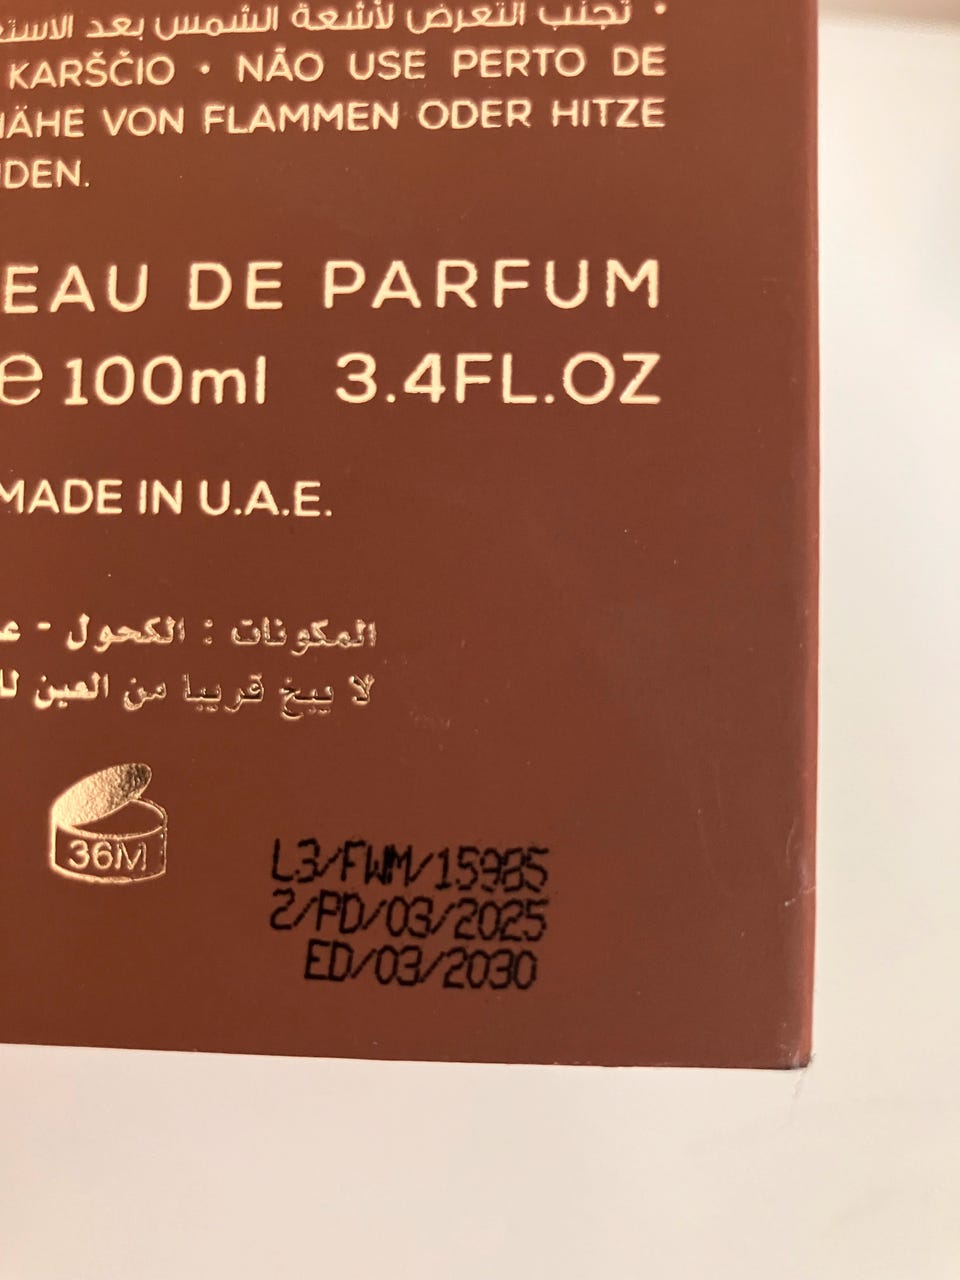 • تجنب التعرض لأشعة الشمس بعد
KARŠČIO • NÃO USE PERTO DE
NÄHE VON FLAMMEN ODER HITZE
DEN.
EAU DE PARFUM
e 100ml 3.4FL.OZ
MADE IN U.A.E.
المكونات : الكحول -
لا يبخ قريبا من العين
36M
L3/FWM/15985
2/PD/03/2025
ED/03/2030